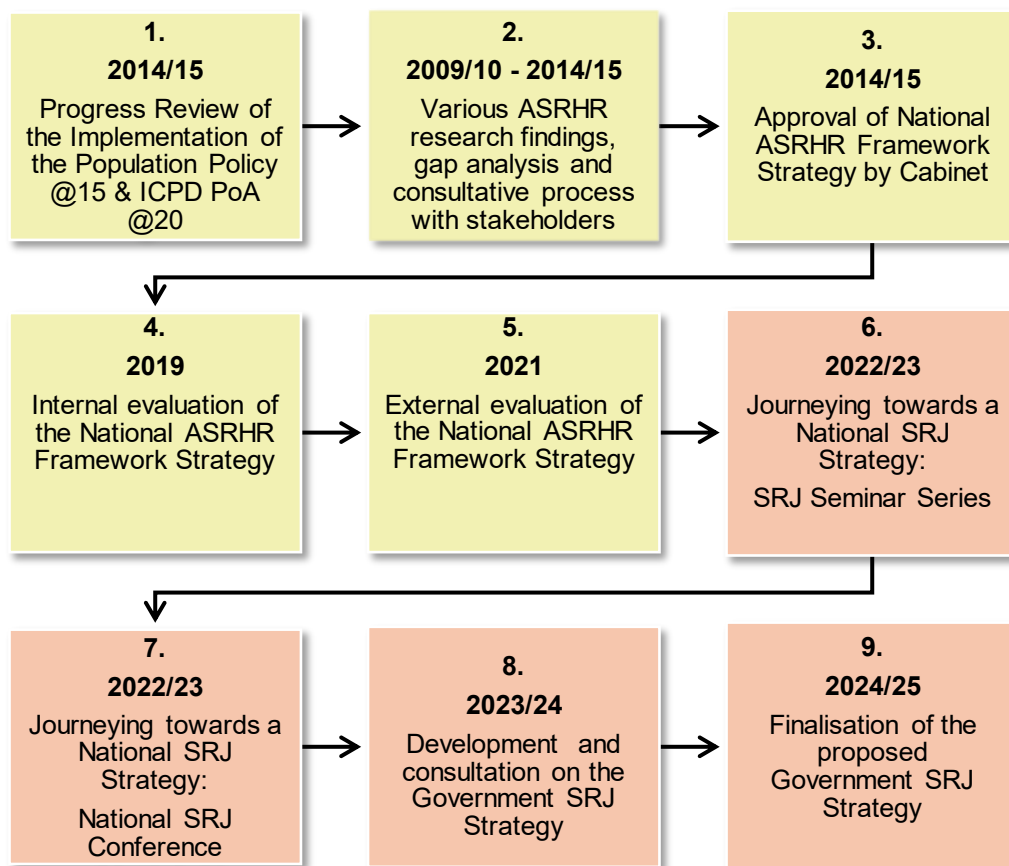 1.
2014/15
Progress Review of
the Implementation of
the Population Policy
@15 & ICPD PoA
@20
2.
2009/10 - 2014/15
Various ASRHR
research findings,
gap analysis and
consultative process
with stakeholders
3.
2014/15
Approval of National
ASRHR Framework
Strategy by Cabinet
4.
2019
Internal evaluation of
the National ASRHR
Framework Strategy
5.
2021
External evaluation of
the National ASRHR
Framework Strategy
6.
2022/23
Journeying towards a
National SRJ
Strategy:
SRJ Seminar Series
7.
2022/23
Journeying towards a
National SRJ
Strategy:
National SRJ
Conference
8.
2023/24
Development and
consultation on the
Government SRJ
Strategy
9.
2024/25
Finalisation of the
proposed
Government SRJ
Strategy